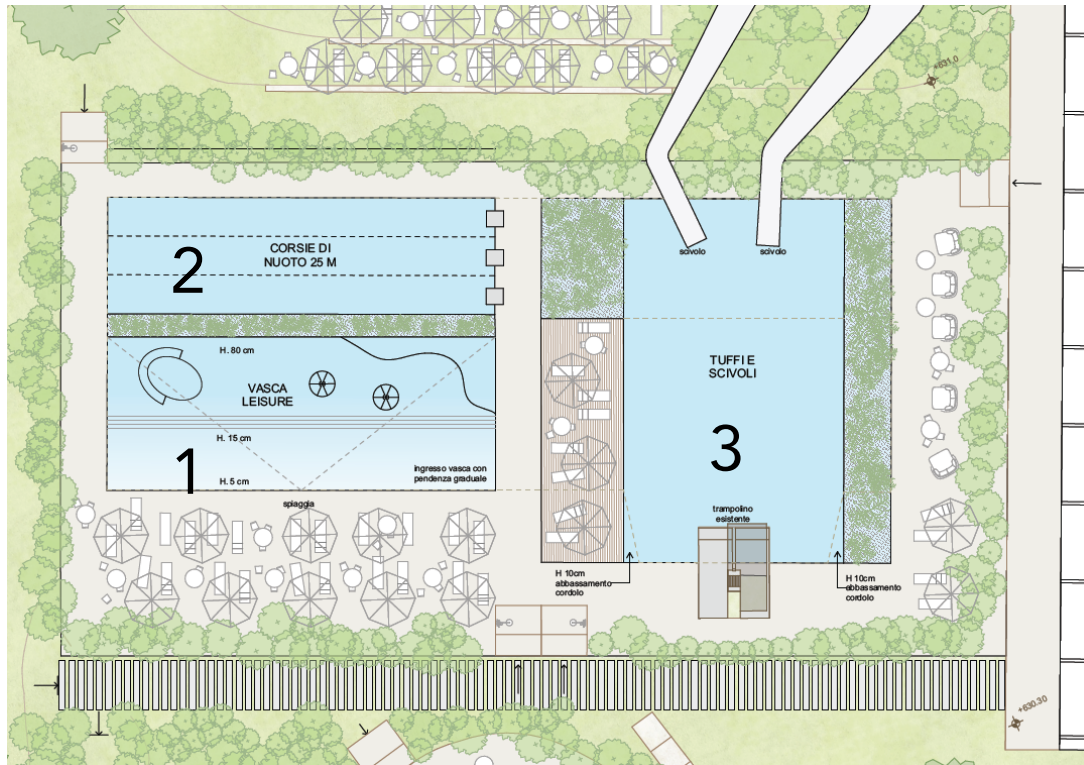 +631.0
scivolo
scivolo
2
CORSIE DI
NUOTO 25 M
H. 80 cm
VASCA
LEISURE
H. 15 cm
1
H. 5 cm
ingresso vasca con
pendenza graduale
spiaggia
TUFFI E
SCIVOLI
3
trampolino
esistente
H 10cm
abbassamento
cordolo
H 10cm
abbassamento
cordolo
+630.30